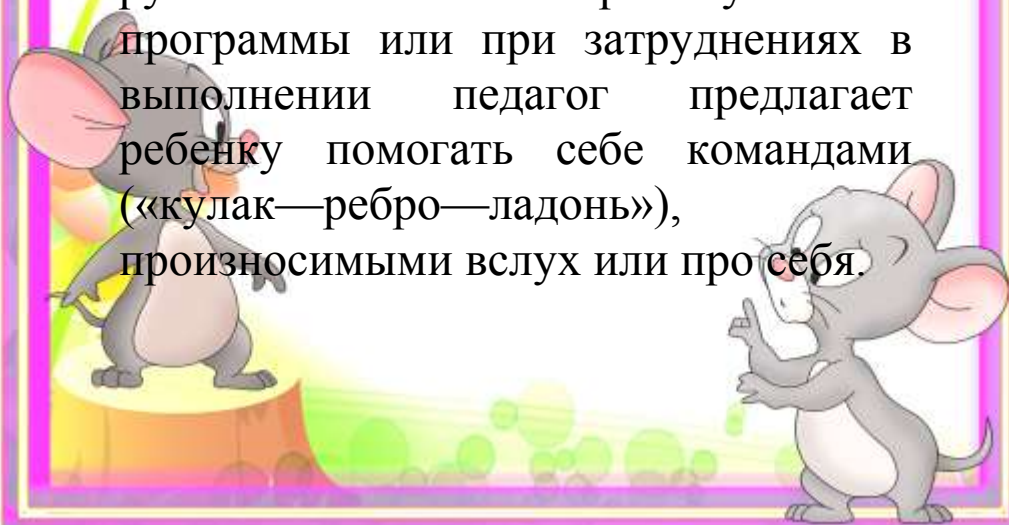 программы или при затруднениях в
выполнении педагог предлагает
ребенку помогать себе командами
(«кулак—ребро—ладонь»),
произносимыми вслух или про себя.